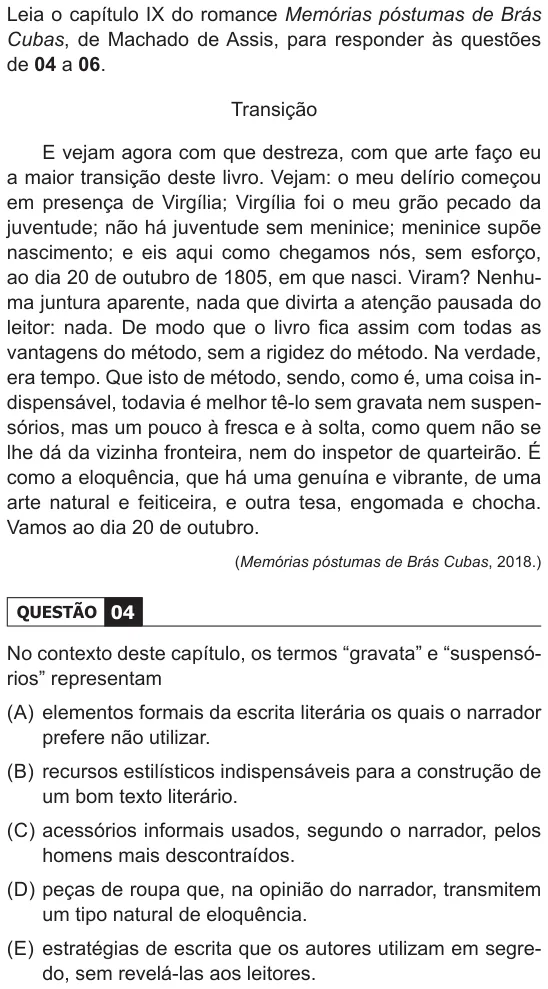 Leia o capítulo IX do romance Memórias póstumas de Brás
Cubas, de Machado de Assis, para responder às questões
de 04 a 06.
Transição
E vejam agora com que destreza, com que arte faço eu
a maior transição deste livro. Vejam: o meu delírio começou
em presença de Virgília; Virgília foi o meu grão pecado da
juventude; não há juventude sem meninice; meninice supõe
nascimento; e eis aqui como chegamos nós, sem esforço,
ao dia 20 de outubro de 1805, em que nasci. Viram? Nenhu-
ma juntura aparente, nada que divirta a atenção pausada do
leitor: nada. De modo que o livro fica assim com todas as
vantagens do método, sem a rigidez do método. Na verdade,
era tempo. Que isto de método, sendo, como é, uma coisa in-
dispensável, todavia é melhor tê-lo sem gravata nem suspen-
sórios, mas um pouco à fresca e à solta, como quem não se
lhe dá da vizinha fronteira, nem do inspetor de quarteirão. É
como a eloquência, que há uma genuína e vibrante, de uma
arte natural e feiticeira, e outra tesa, engomada e chocha.
Vamos ao dia 20 de outubro.
(Memórias póstumas de Brás Cubas, 2018.)
QUESTÃO 04
No contexto deste capítulo, os termos “gravata” e “suspensó-
rios” representam
(A) elementos formais da escrita literária os quais o narrador
prefere não utilizar.
(B) recursos estilísticos indispensáveis para a construção de
um bom texto literário.
(C) acessórios informais usados, segundo o narrador, pelos
homens mais descontraídos.
(D) peças de roupa que, na opinião do narrador, transmitem
um tipo natural de eloquência.
(E) estratégias de escrita que os autores utilizam em segre-
do, sem revelá-las aos leitores.